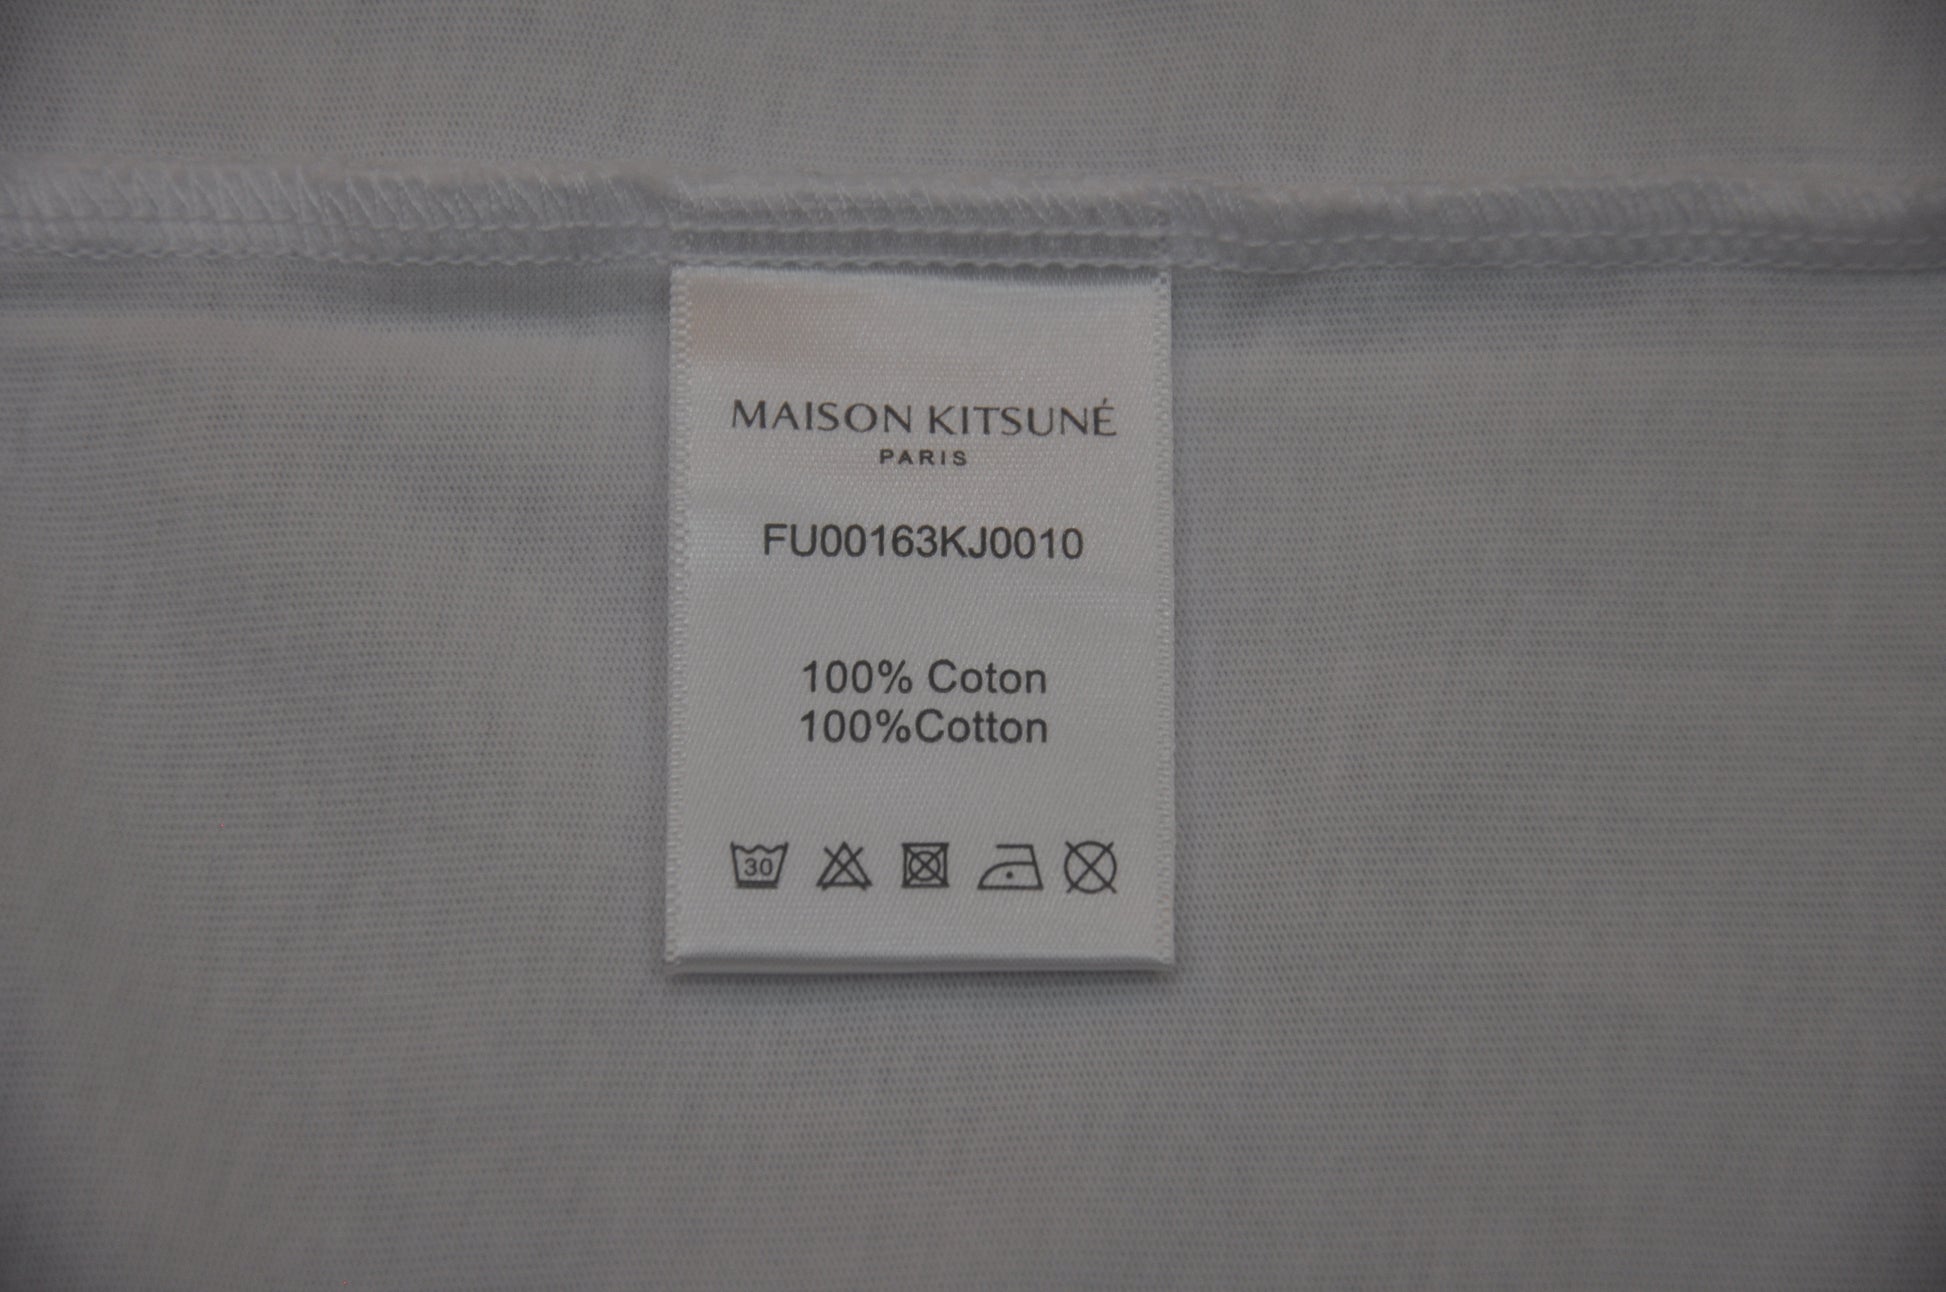 MAISON KITSUNÉ
PARIS
FU00163KJ0010
100% Coton
100%Cotton
30